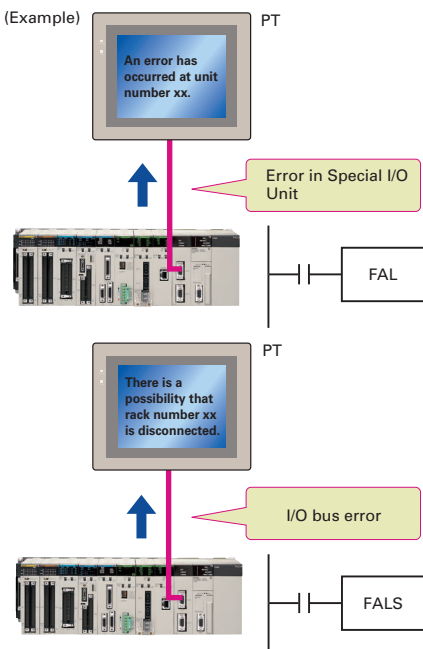 (Example)
PT
An error has
occurred at unit
number xx.
Error in Special I/O
Unit
FAL
PT
There is a
possibility that
rack number xx
is disconnected.
I/O bus error
FALS